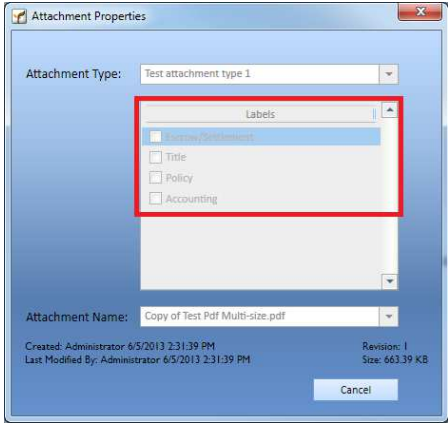 Attachment Properties
Attachment Type: Test attachment type 1
Labels
Escrow/Settlement
Title
Policy
Accounting
Attachment Name: Copy of Test Pdf Multi-size.pdf
Created: Administrator 6/5/2013 2:31:39 PM Revision: 1
Last Modified By: Administrator 6/5/2013 2:31:39 PM Size: 663.39 KB
Cancel